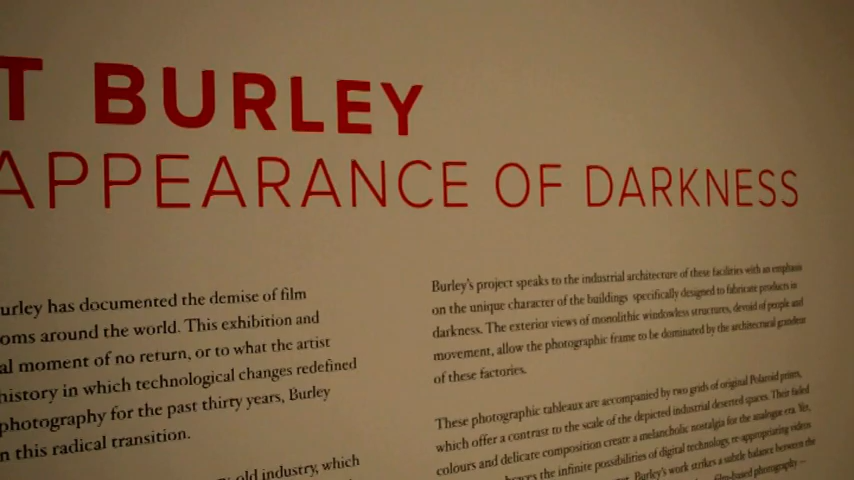 T BURLEY
APPEARANCE OF DARKNESS
urley has documented the demise of film
oms around the world. This exhibition and
al moment of no return, or to what the artist
history in which technological changes redefined
photography for the past thirty years, Burley
n this radical transition.
old industry, which
Burley's project speaks to the industrial architecture of these facilities with an emphasis
on the unique character of the buildings specifically designed to fabricate products in
darkness. The exterior views of monolithic windowless structures, devoid of people and
movement, allow the photographic frame to be dominated by the architectural grandeur
of these factories.
These photographic tableaux are accompanied by two grids of original Polaroid prints,
which offer a contrast to the scale of the depicted industrial deserted spaces. Their faded
colours and delicate composition create a melancholic nostalgia for the analogue era. Yet,
the infinite possibilities of digital technology, re-appropriating videos
Burley's work strikes a subtle balance between the
film-based photography –